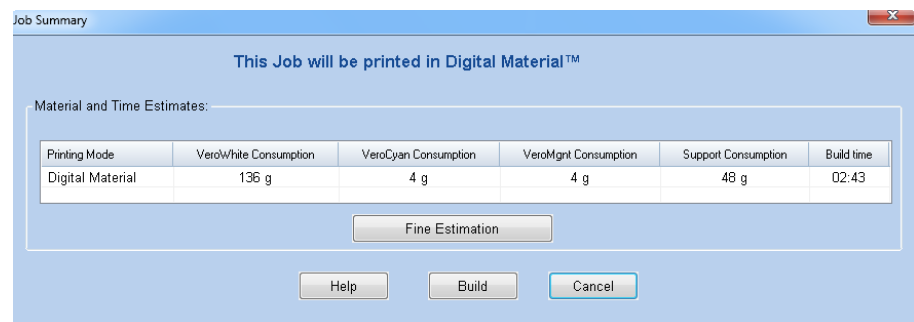 Job Summary
This Job will be printed in Digital Material™
Material and Time Estimates:
Printing Mode VeroWhite Consumption VeroCyan Consumption VeroMgnt Consumption Support Consumption Build time
Digital Material 136 g 4 g 4 g 48 g 02:43
Fine Estimation
Help Build Cancel